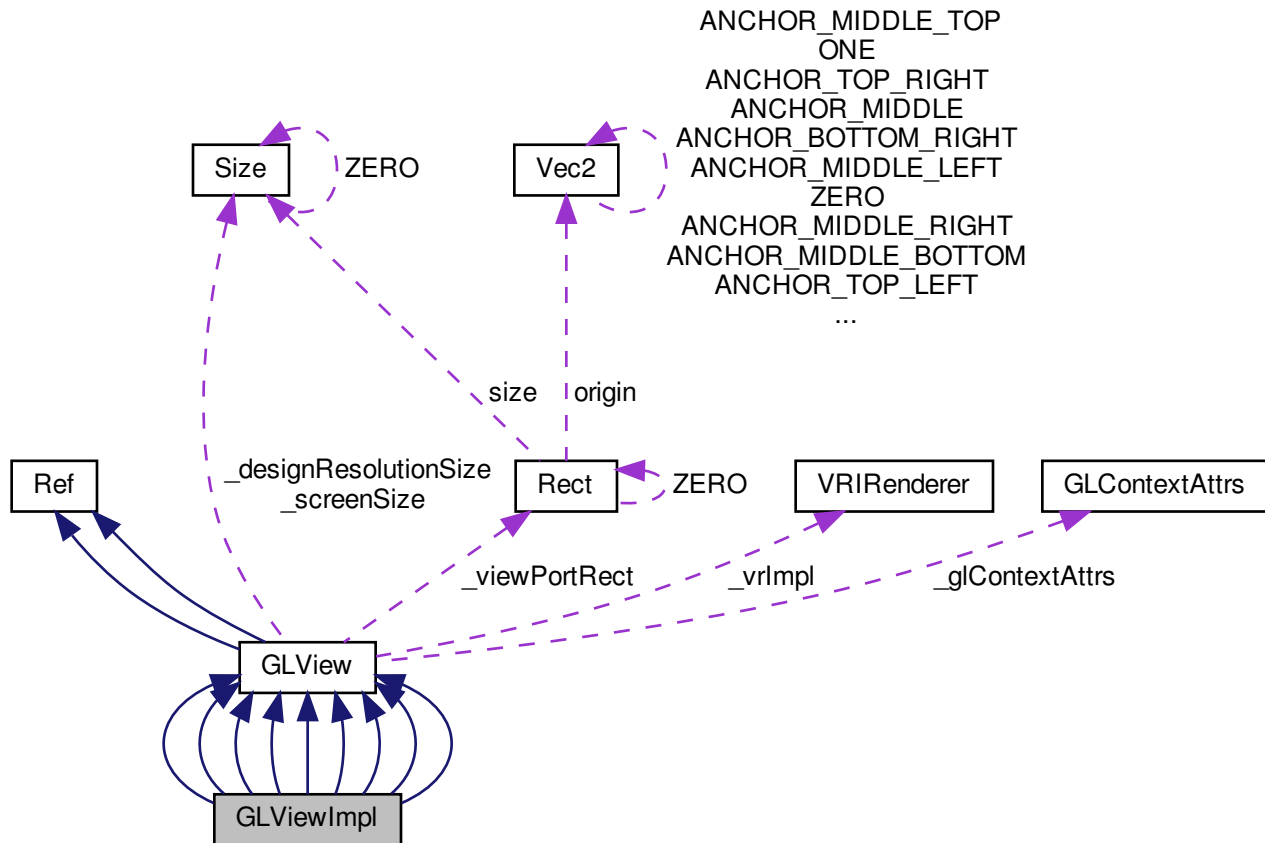 ANCHOR_MIDDLE_TOP
ONE
ANCHOR_TOP_RIGHT
ANCHOR_MIDDLE
ANCHOR_BOTTOM_RIGHT
ANCHOR_MIDDLE_LEFT
ZERO
ANCHOR_MIDDLE_RIGHT
ANCHOR_MIDDLE_BOTTOM
ANCHOR_TOP_LEFT
...
Size
ZERO
Vec2
size
origin
_designResolutionSize
_screenSize
Ref
Rect
ZERO
VRIRenderer
GLContextAttrs
_viewPortRect
_vrImpl
_glContextAttrs
GLView
GLViewImpl